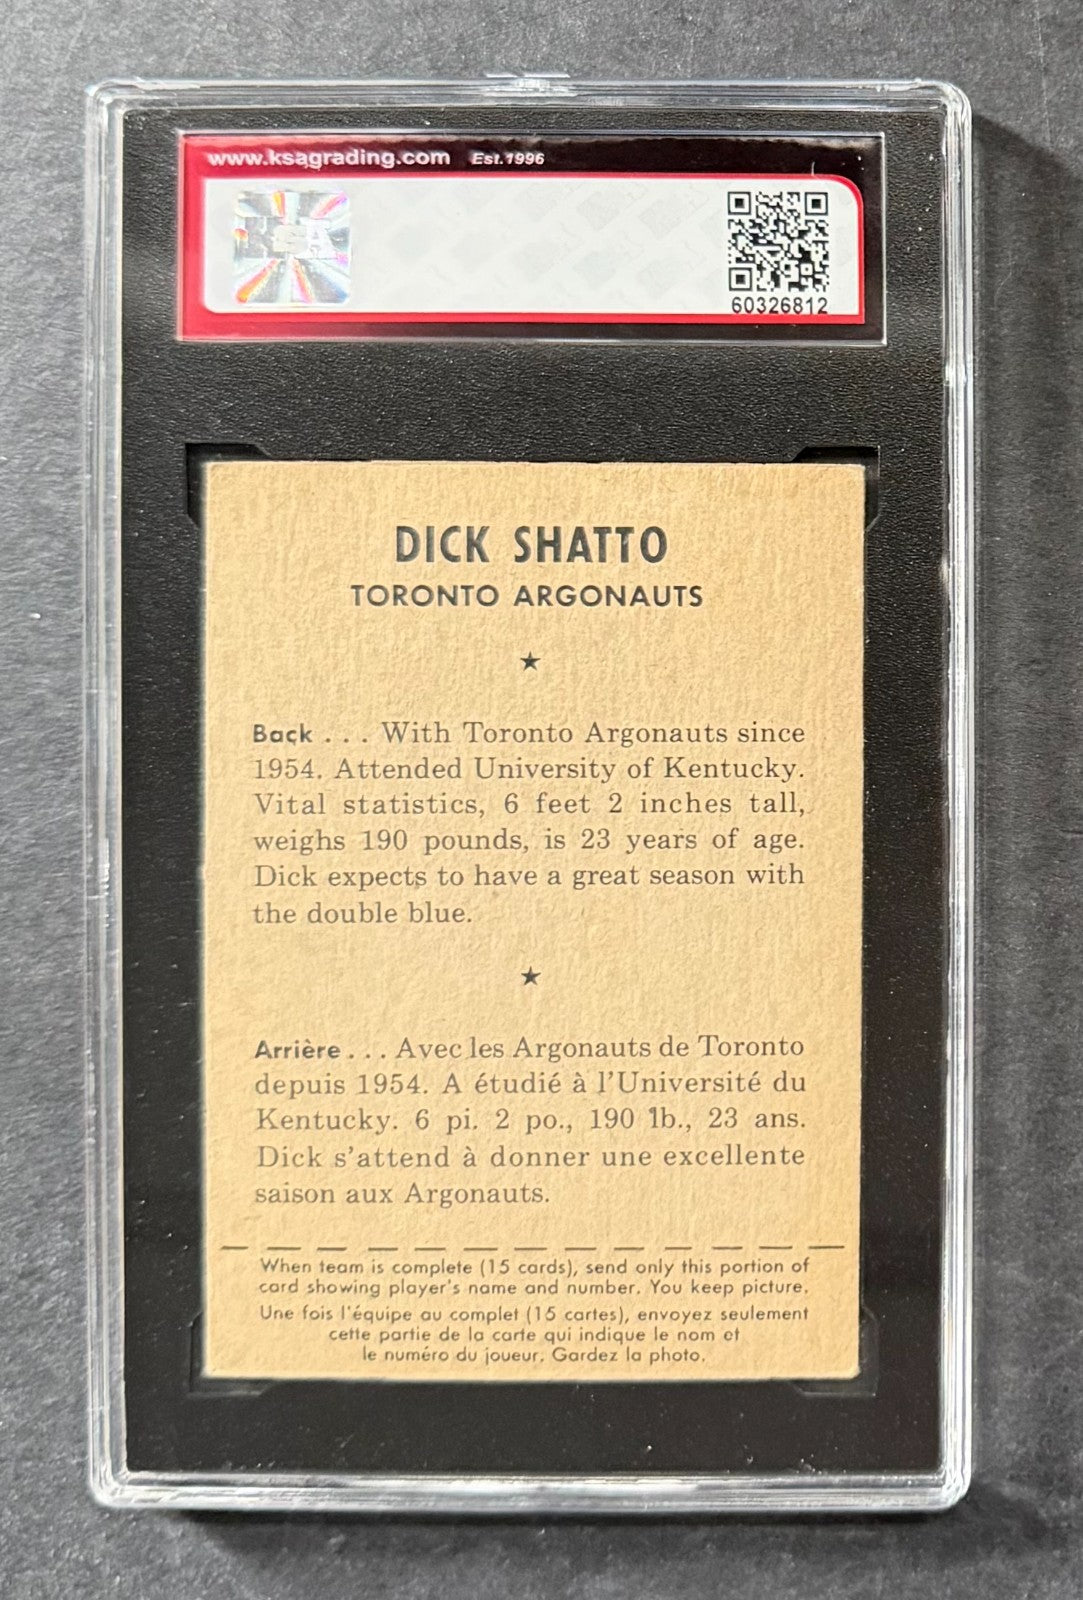 www.ksagrading.com Est.1996
KSA
60326812
DICK SHATTO
TORONTO ARGONAUTS
★
Back . . . With Toronto Argonauts since
1954. Attended University of Kentucky.
Vital statistics, 6 feet 2 inches tall,
weighs 190 pounds, is 23 years of age.
Dick expects to have a great season with
the double blue.
★
Arrière . . . Avec les Argonauts de Toronto
depuis 1954. A étudié à l'Université du
Kentucky. 6 pi. 2 po., 190 lb., 23 ans.
Dick s'attend à donner une excellente
saison aux Argonauts.
When team is complete (15 cards), send only this portion of
card showing player's name and number. You keep picture.
Une fois l'équipe au complet (15 cartes), envoyez seulement
cette partie de la carte qui indique le nom et
le numéro du joueur. Gardez la photo.